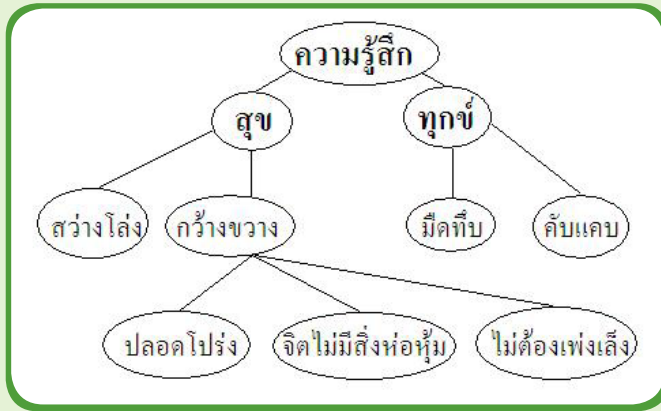 ความรู้สึก
สุข
ทุกข์
สว่างโล่ง
กว้างขวาง
มืดทึบ
คับแคบ
ปลอดโปร่ง
จิตไม่มีสิ่งห่อหุ้ม
ไม่ต้องเพ่งเล็ง